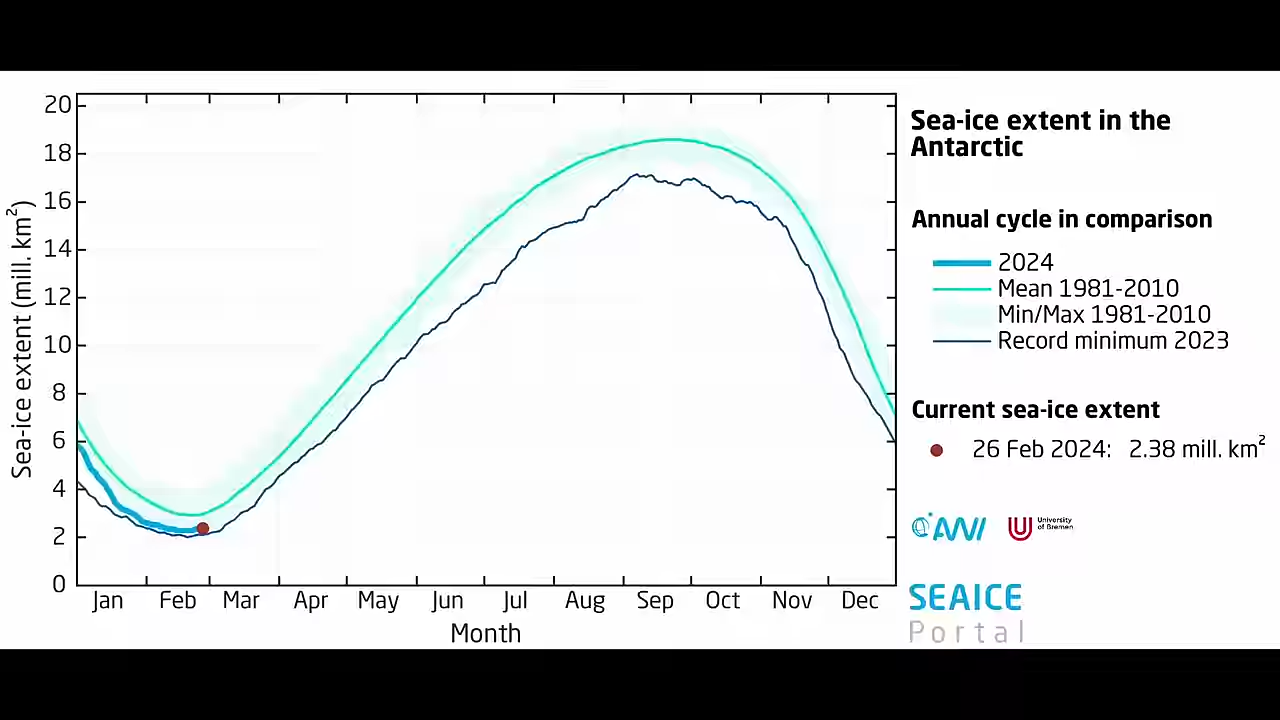 Sea-ice extent in the
Antarctic
Annual cycle in comparison
2024
Mean 1981-2010
Min/Max 1981-2010
Record minimum 2023
Current sea-ice extent
26 Feb 2024: 2.38 mill. km²
AWI
University
of Bremen
SEAICE
Portal
Sea-ice extent (mill. km²)
20
18
16
14
12
10
8
6
4
2
0
Jan Feb Mar Apr May Jun Jul Aug Sep Oct Nov Dec
Month